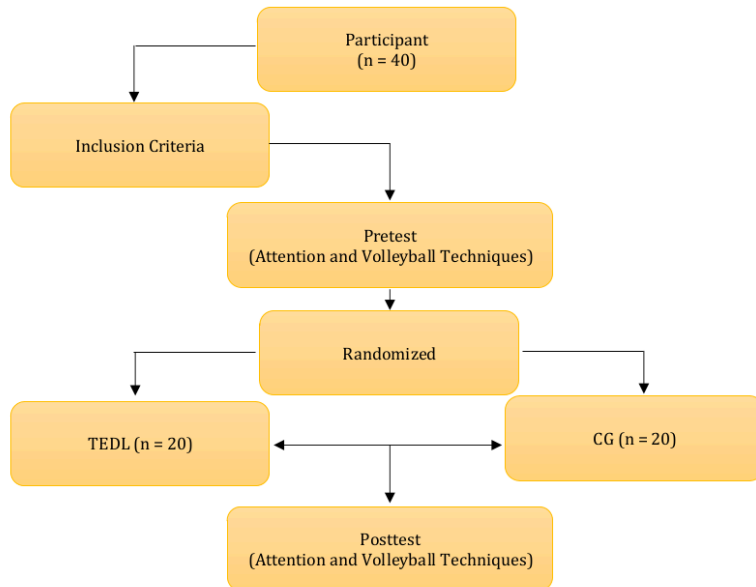 Participant
(n = 40)
Inclusion Criteria
Pretest
(Attention and Volleyball Techniques)
Randomized
TEDL (n = 20)
CG (n = 20)
Posttest
(Attention and Volleyball Techniques)